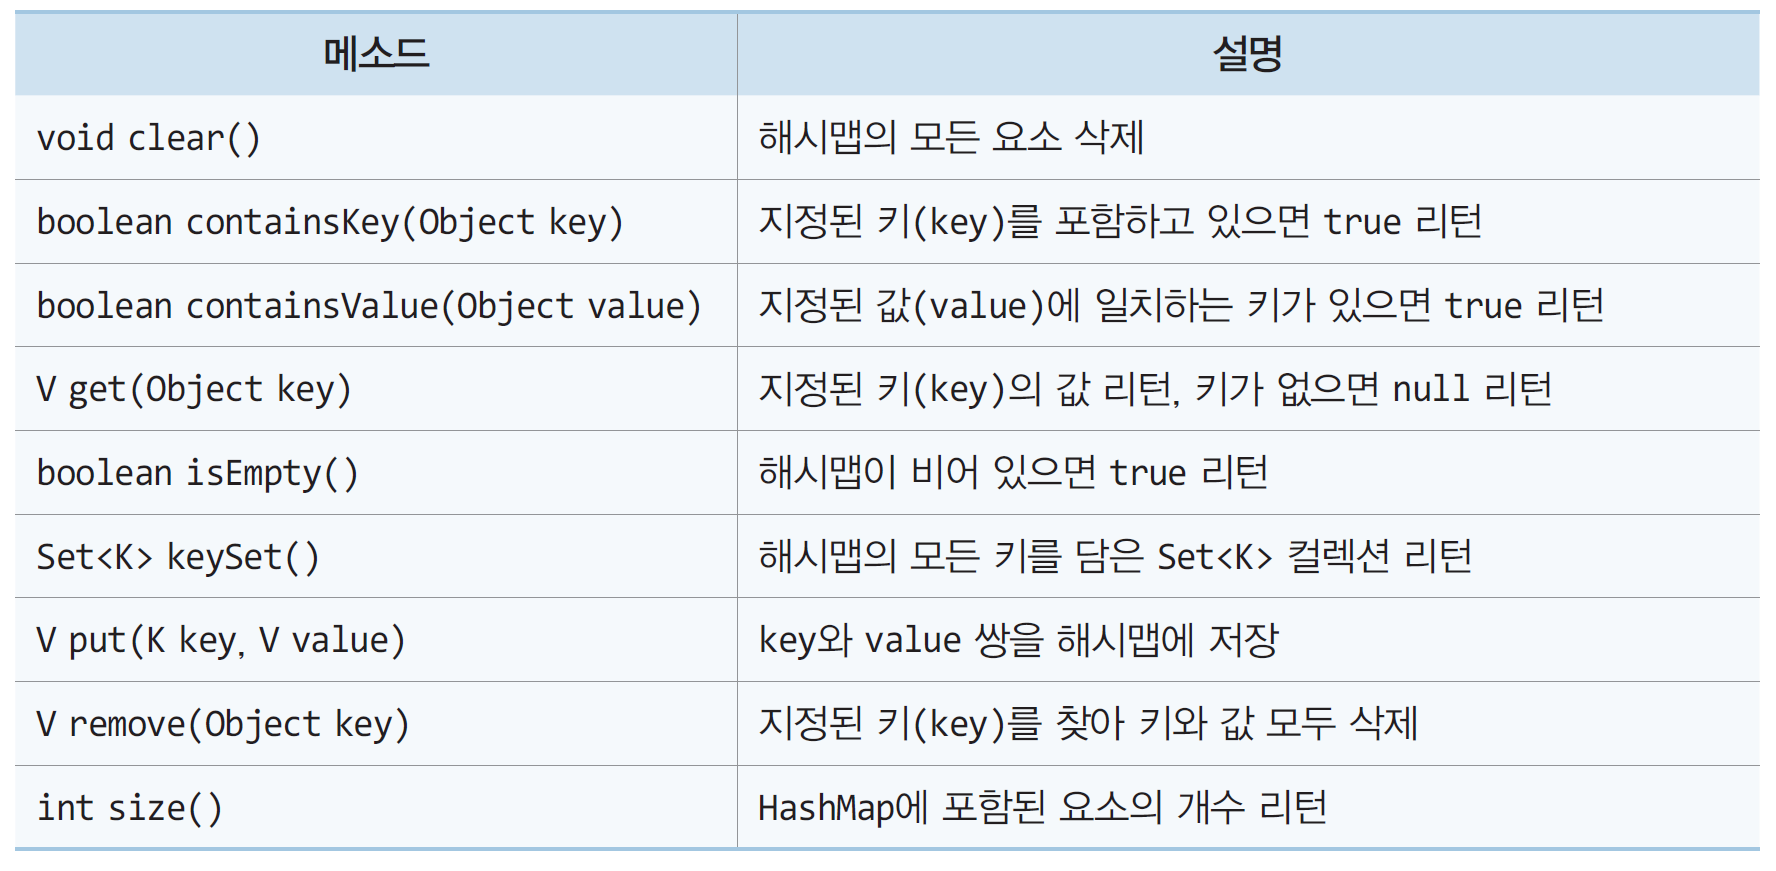 메소드 설명
void clear() 해시맵의 모든 요소 삭제
boolean containsKey(Object key) 지정된 키(key)를 포함하고 있으면 true 리턴
boolean containsValue(Object value) 지정된 값(value)에 일치하는 키가 있으면 true 리턴
V get(Object key) 지정된 키(key)의 값 리턴, 키가 없으면 null 리턴
boolean isEmpty() 해시맵이 비어 있으면 true 리턴
Set<K> keySet() 해시맵의 모든 키를 담은 Set<K> 컬렉션 리턴
V put(K key, V value) key와 value 쌍을 해시맵에 저장
V remove(Object key) 지정된 키(key)를 찾아 키와 값 모두 삭제
int size() HashMap에 포함된 요소의 개수 리턴